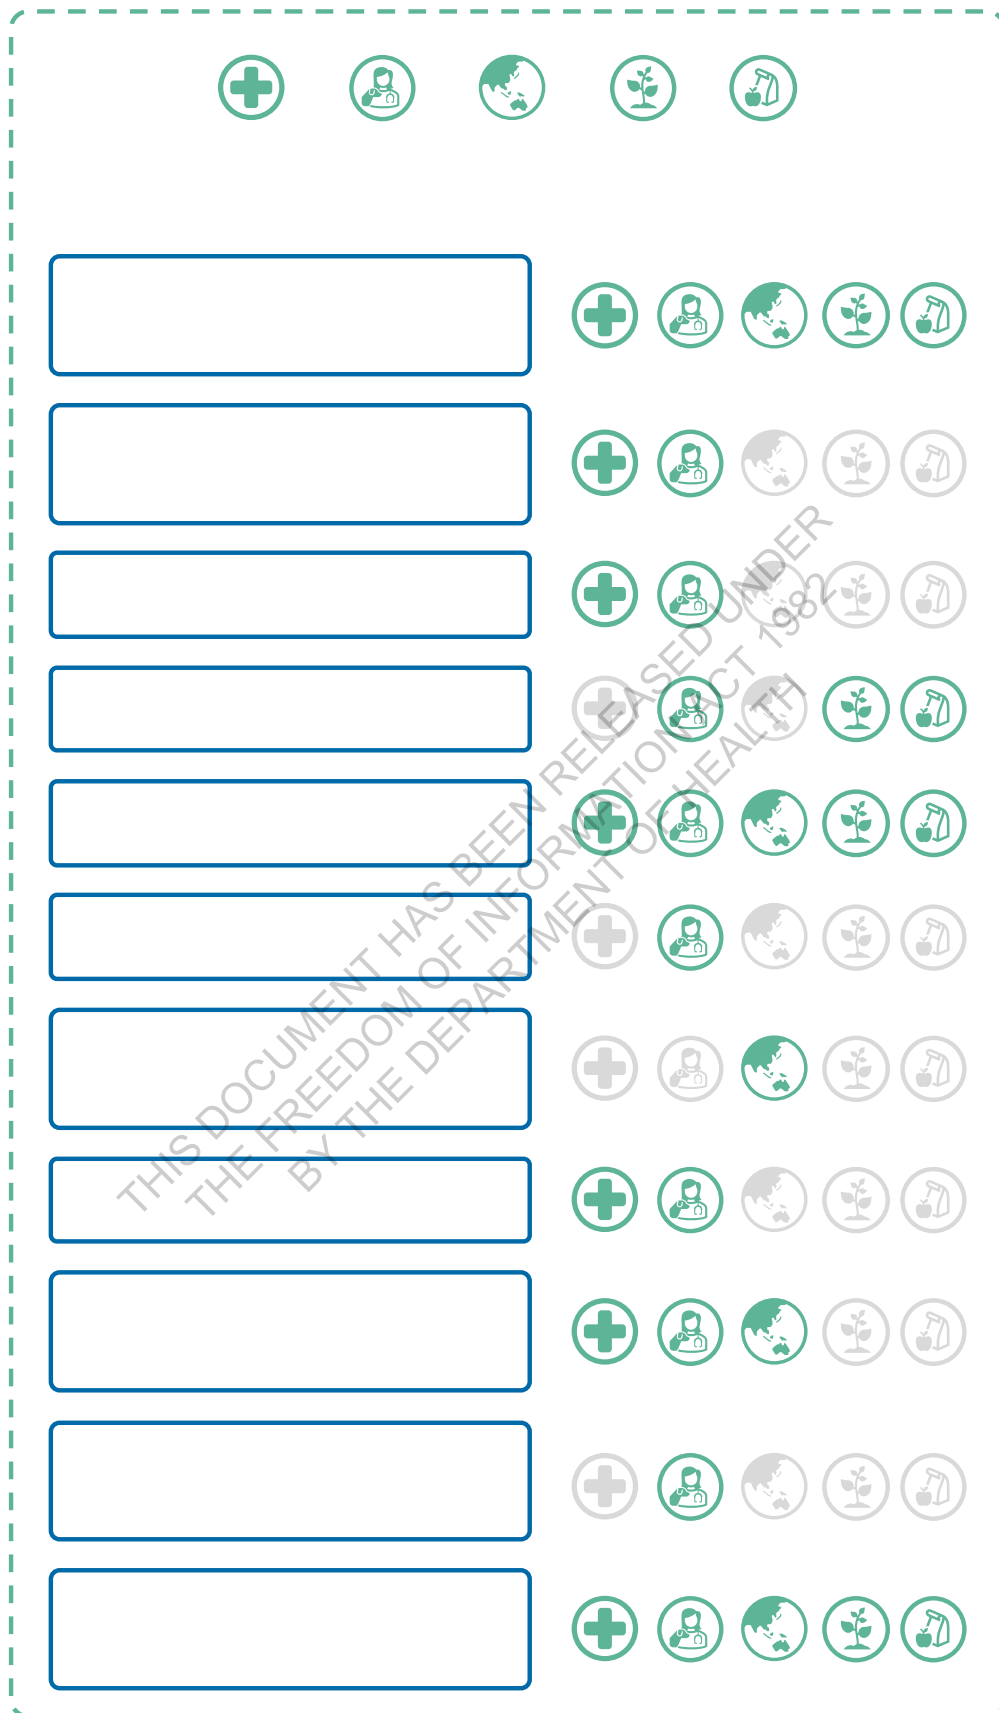 THIS DOCUMENT HAS BEEN RELEASED UNDER
THE FREEDOM OF INFORMATION ACT 1982
BY THE DEPARTMENT OF HEALTH